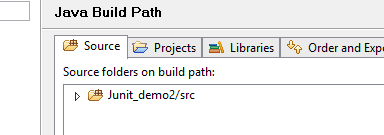 Java Build Path
Source Projects Libraries Order and Expo
Source folders on build path:
Junit_demo2/src